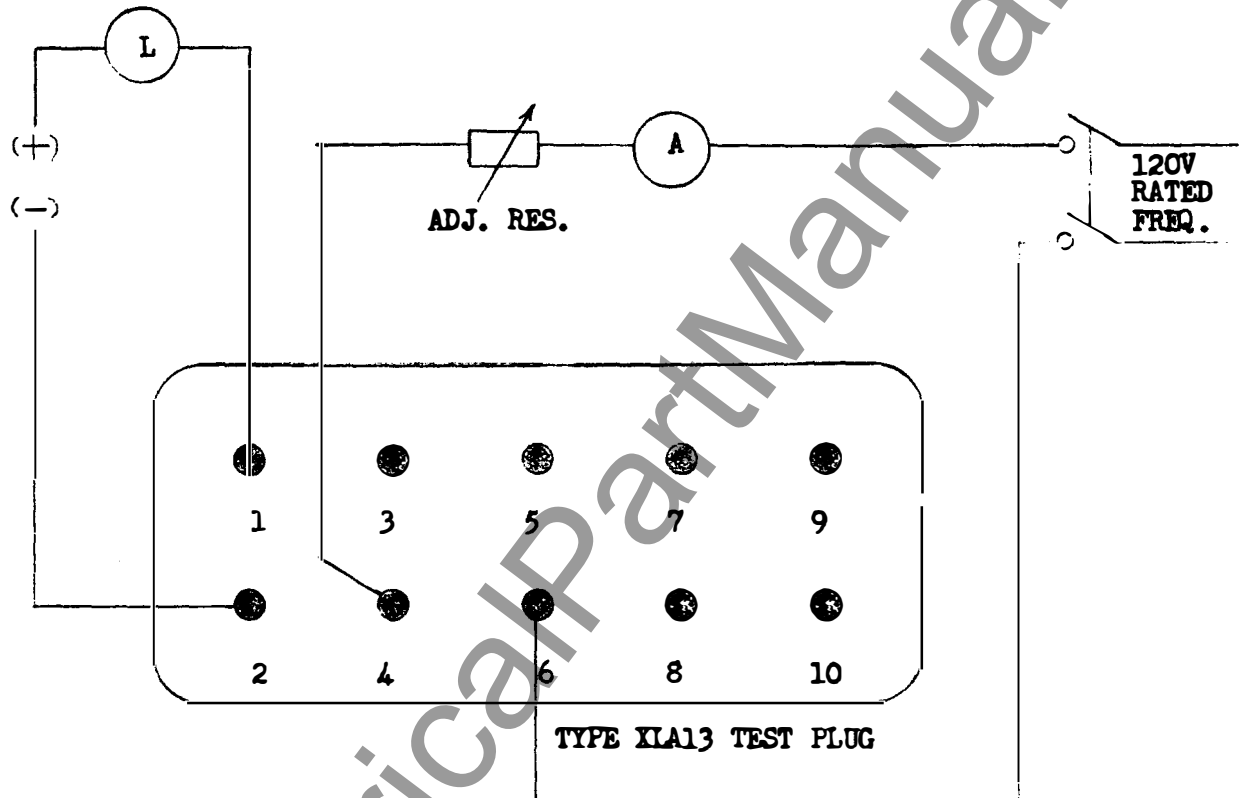 L
(+)
(-)
A
ADJ. RES.
120V
RATED
FREQ.
1 3 5 7 9
2 4 6 8 10
TYPE XLA13 TEST PLUG
ricalPartManua